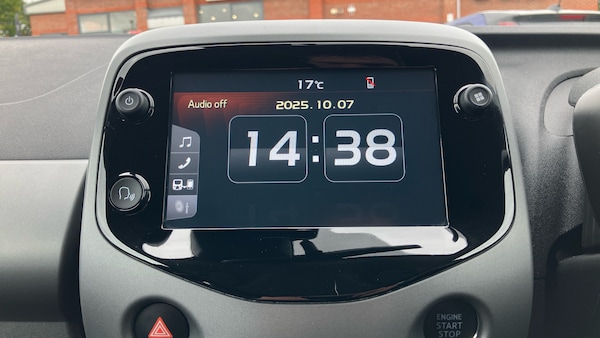 17°C
Audio off
2025.10.07
14:38
ENGINE
START
STOP